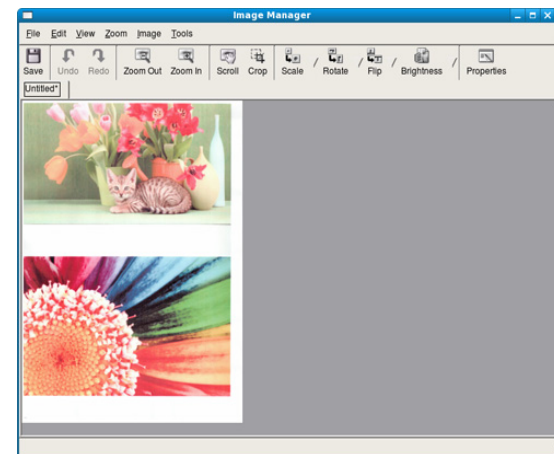 Image Manager
File Edit View Zoom Image Tools
Save Undo Redo Zoom Out Zoom In Scroll Crop Scale / Rotate / Flip / Brightness / Properties
Untitled*